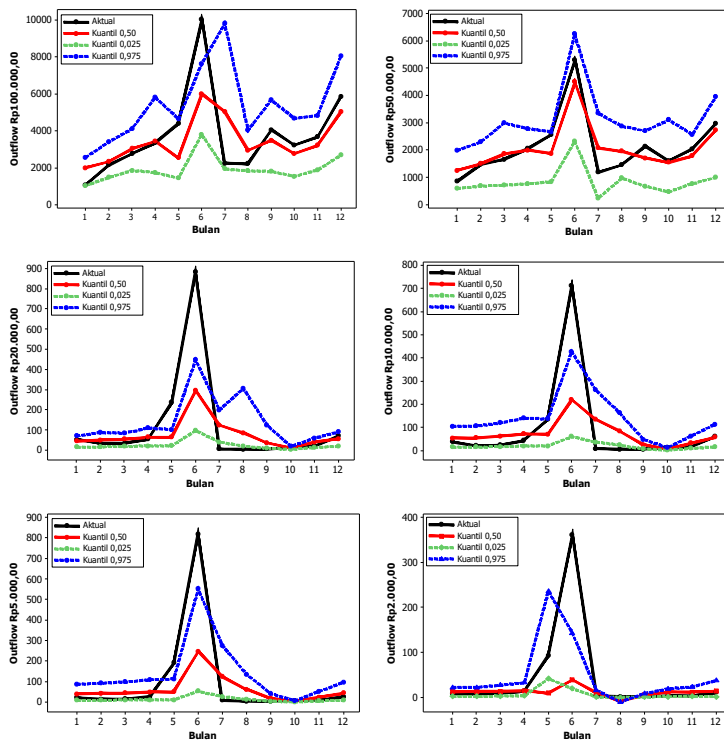 Outflow Rp100.000,00
10000
8000
6000
4000
2000
0
Aktual
Kuantil 0,50
Kuantil 0,025
Kuantil 0,975
1 2 3 4 5 6 7 8 9 10 11 12
Bulan
Outflow Rp50.000,00
7000
6000
5000
4000
3000
2000
1000
0
Aktual
Kuantil 0,50
Kuantil 0,025
Kuantil 0,975
1 2 3 4 5 6 7 8 9 10 11 12
Bulan
Outflow Rp20.000,00
900
800
700
600
500
400
300
200
100
0
Aktual
Kuantil 0,50
Kuantil 0,025
Kuantil 0,975
1 2 3 4 5 6 7 8 9 10 11 12
Bulan
Outflow Rp10.000,00
800
700
600
500
400
300
200
100
0
Aktual
Kuantil 0,50
Kuantil 0,025
Kuantil 0,975
1 2 3 4 5 6 7 8 9 10 11 12
Bulan
Outflow Rp5.000,00
900
800
700
600
500
400
300
200
100
0
Aktual
Kuantil 0,50
Kuantil 0,025
Kuantil 0,975
1 2 3 4 5 6 7 8 9 10 11 12
Bulan
Outflow Rp2.000,00
400
300
200
100
0
Aktual
Kuantil 0,50
Kuantil 0,025
Kuantil 0,975
1 2 3 4 5 6 7 8 9 10 11 12
Bulan